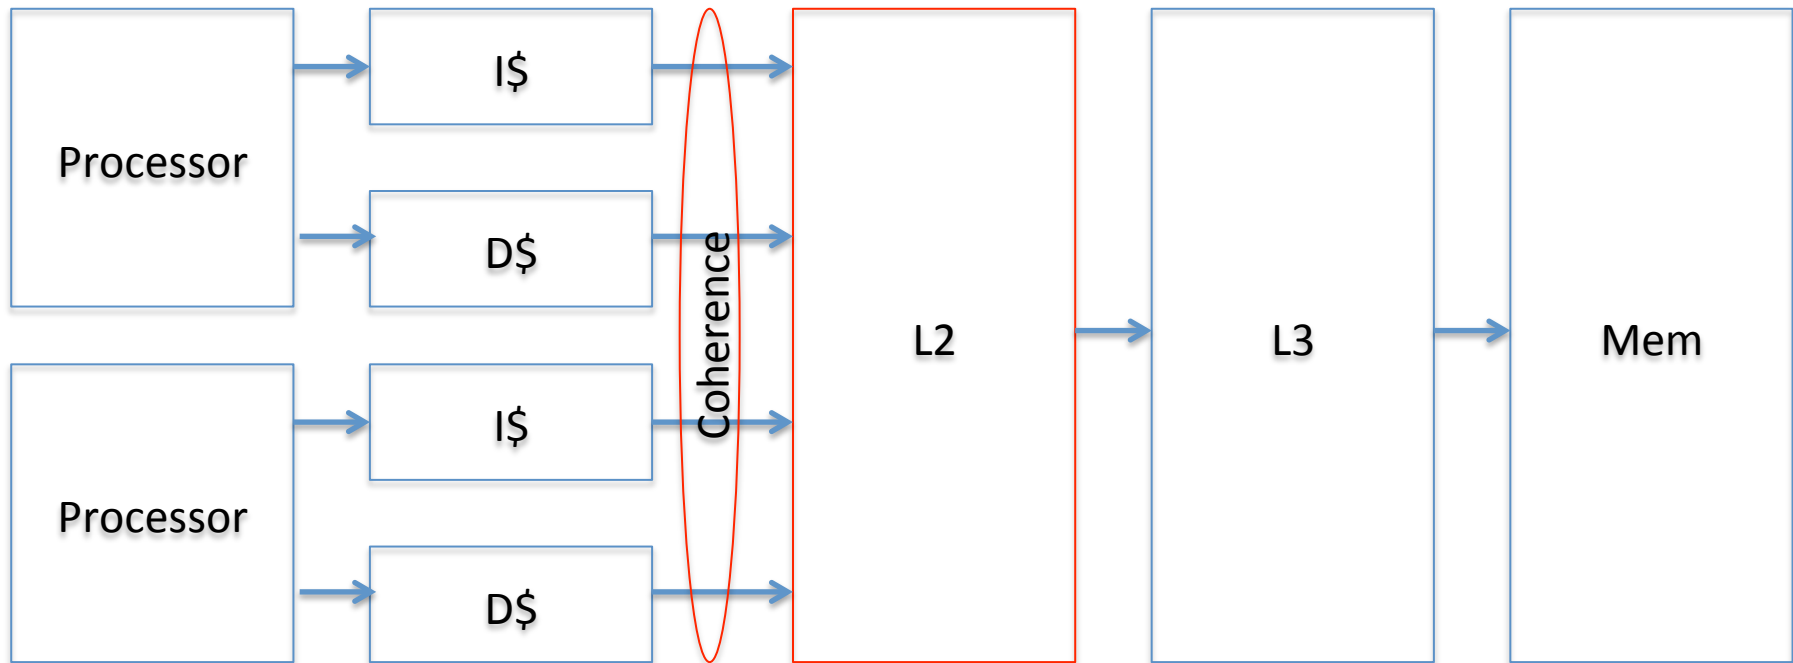 Processor
I$
D$
Processor
I$
D$
Coherence
L2
L3
Mem